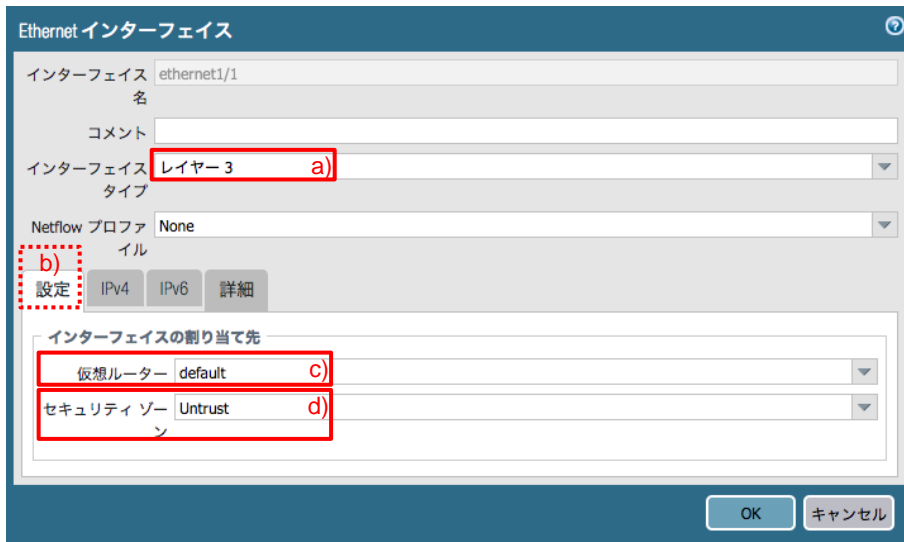 Ethernet インターフェイス
インターフェイス名 ethernet1/1
コメント
インターフェイスタイプ レイヤー 3 a)
Netflow プロファイル None
b)
設定 IPv4 IPv6 詳細
インターフェイスの割り当て先
仮想ルーター default c)
セキュリティ ゾーン Untrust d)
OK キャンセル